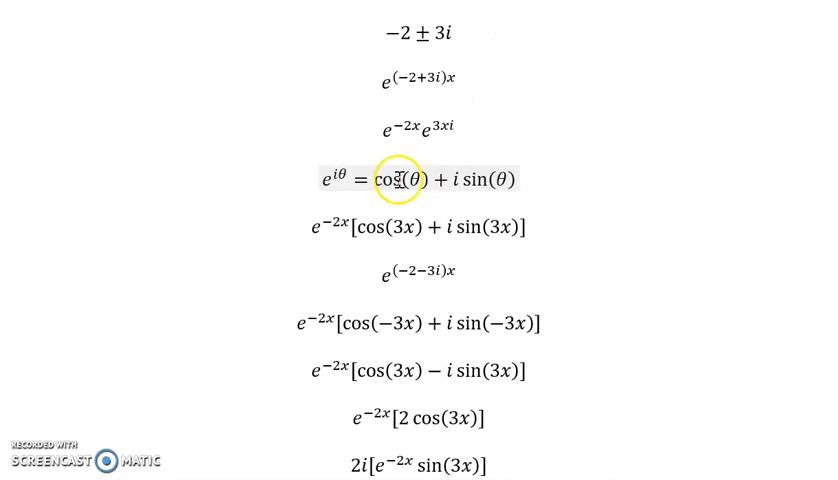 −2 ± 3i
e^{(−2+3i)x}
e^{−2x}e^{3xi}
e^{iθ} = cos(θ) + i sin(θ)
e^{−2x}[cos(3x) + i sin(3x)]
e^{(−2−3i)x}
e^{−2x}[cos(−3x) + i sin(−3x)]
e^{−2x}[cos(3x) − i sin(3x)]
e^{−2x}[2 cos(3x)]
2i[e^{−2x} sin(3x)]
RECORDED WITH
SCREENCAST MATIC